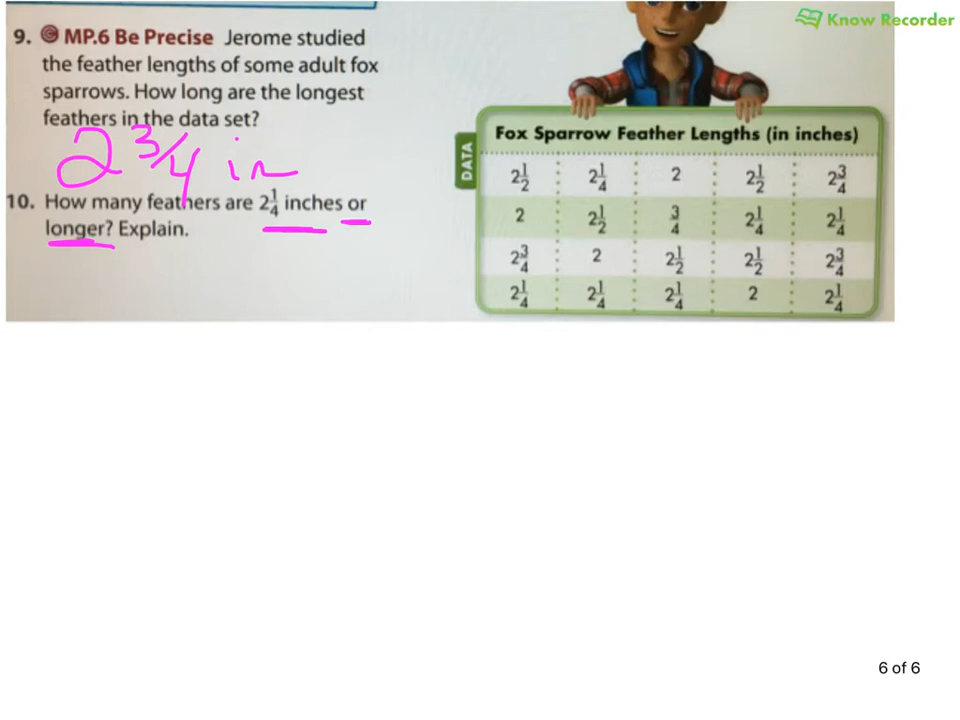 Know Recorder
9. MP.6 Be Precise Jerome studied
the feather lengths of some adult fox
sparrows. How long are the longest
feathers in the data set?
2 3/4 in
10. How many feathers are 2 1/4 inches or
longer? Explain.
DATA
Fox Sparrow Feather Lengths (in inches)
2 1/2 2 1/4 2 2 1/2 2 3/4
2 2 1/2 3/4 2 1/4 2 1/4
2 3/4 2 2 1/2 2 1/2 2 3/4
2 1/4 2 1/4 2 1/4 2 2 1/4
6 of 6